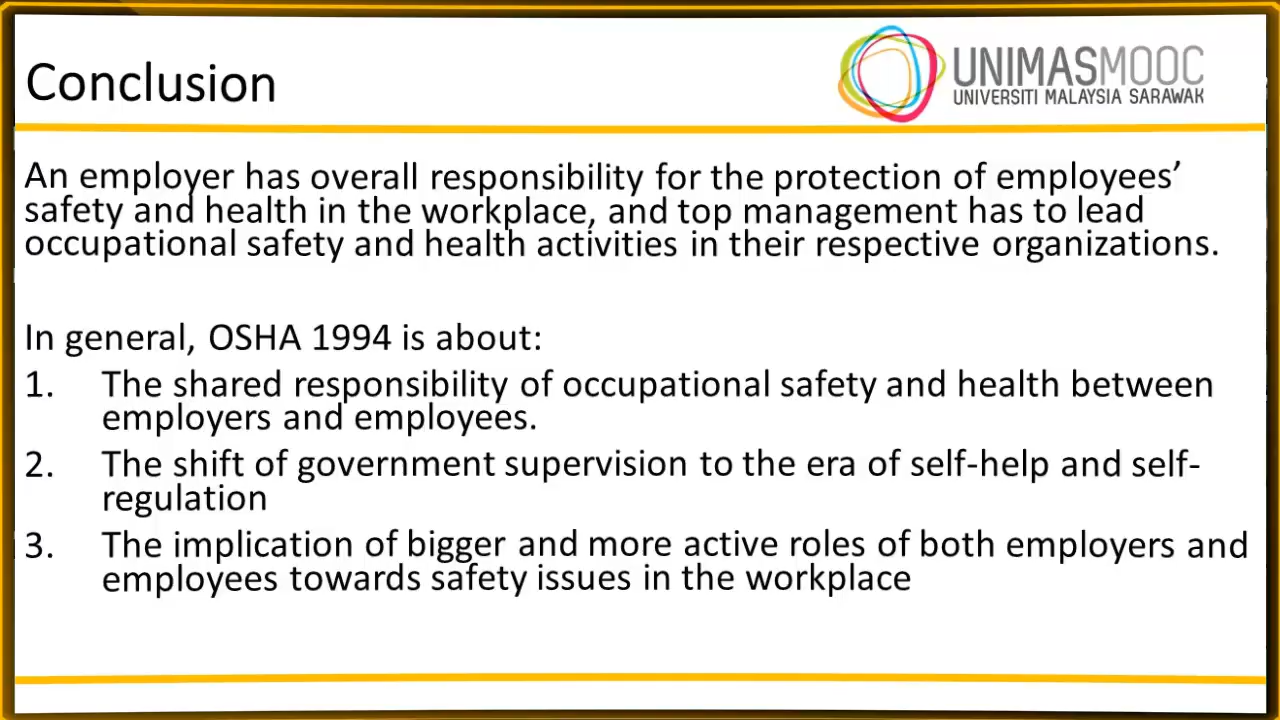 Conclusion
UNIMASMOOC
UNIVERSITI MALAYSIA SARAWAK
An employer has overall responsibility for the protection of employees’
safety and health in the workplace, and top management has to lead
occupational safety and health activities in their respective organizations.
In general, OSHA 1994 is about:
1. The shared responsibility of occupational safety and health between
employers and employees.
2. The shift of government supervision to the era of self-help and self-
regulation
3. The implication of bigger and more active roles of both employers and
employees towards safety issues in the workplace